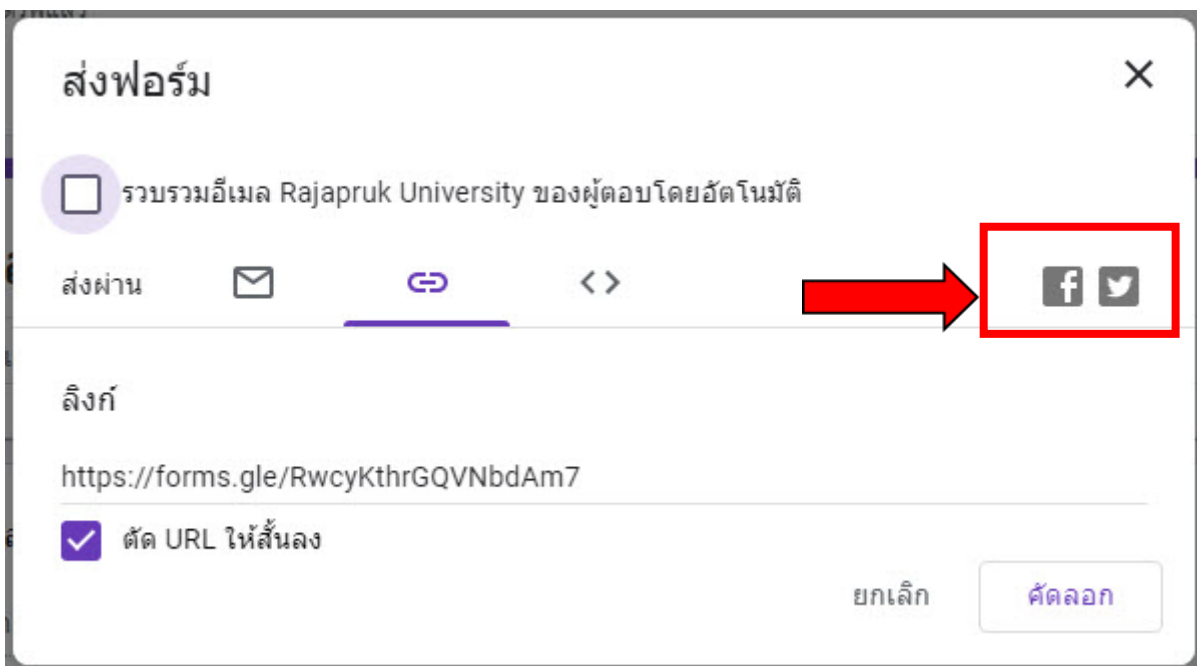 ส่งฟอร์ม
รวบรวมอีเมล Rajapruk University ของผู้ตอบโดยอัตโนมัติ
ส่งผ่าน
ลิงก์
https://forms.gle/RwcyKthrGQVNbdAm7
ตัด URL ให้สั้นลง
ยกเลิก
คัดลอก